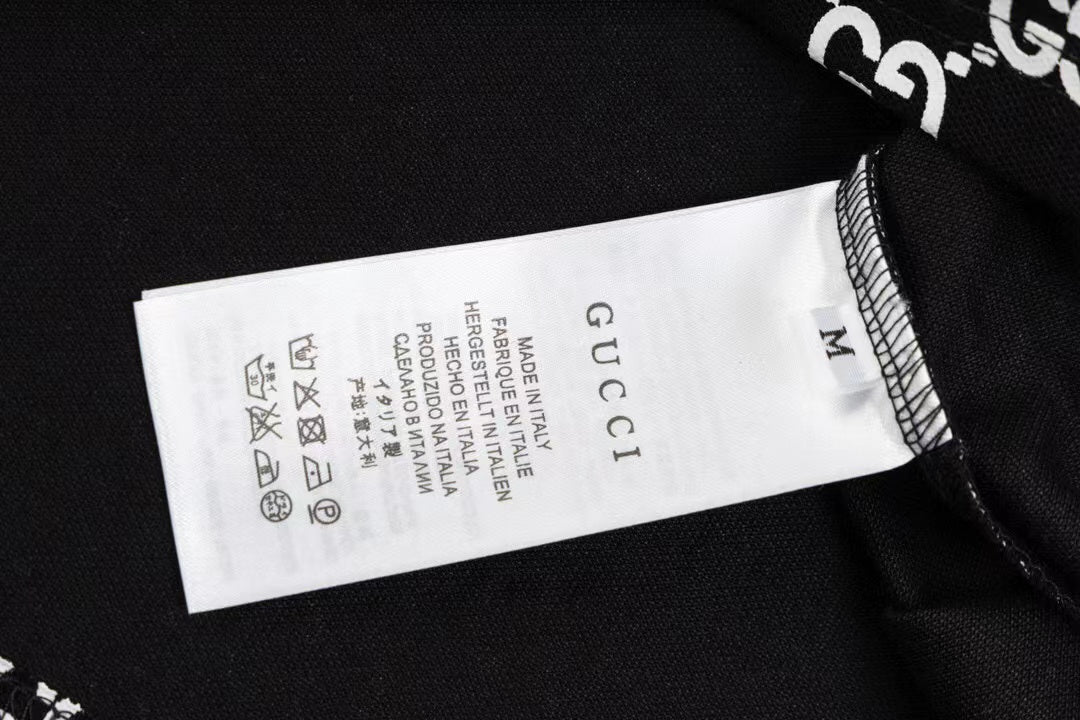 M
GUCCI
MADE IN ITALY
FABRIQUE EN ITALIE
HERGESTELLT IN ITALIEN
HECHO EN ITALIA
PRODUZIDO NA ITALIA
СДЕЛАНО В ИТАЛИИ
イタリア製
产地:意大利
P
30
G G